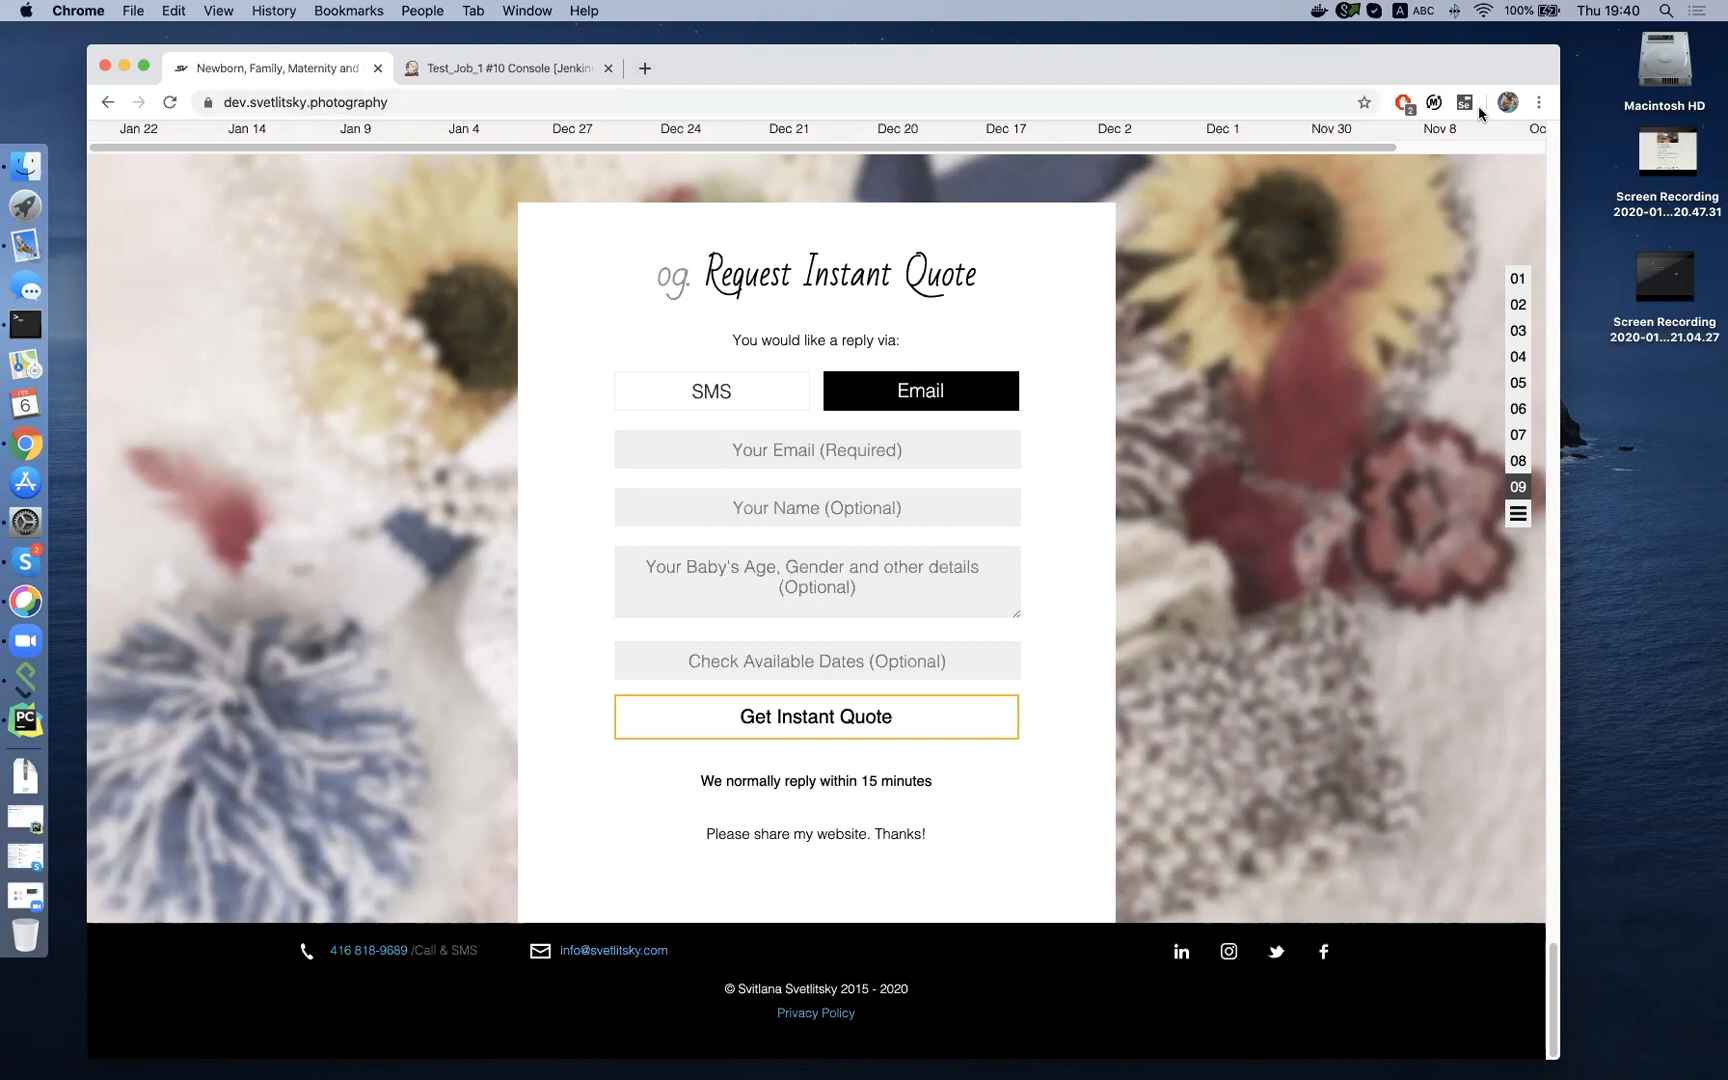 Chrome File Edit View History Bookmarks People Tab Window Help
A ABC 100% Thu 19:40
Newborn, Family, Maternity and
Test_Job_1 #10 Console [Jenkin
dev.svetlitsky.photography
2
Se
Jan 22 Jan 14 Jan 9 Jan 4 Dec 27 Dec 24 Dec 21 Dec 20 Dec 17 Dec 2 Dec 1 Nov 30 Nov 8 Oc
Macintosh HD
Screen Recording
2020-01...20.47.31
Screen Recording
2020-01...21.04.27
09. Request Instant Quote
You would like a reply via:
SMS
Email
Your Email (Required)
Your Name (Optional)
Your Baby's Age, Gender and other details
(Optional)
Check Available Dates (Optional)
Get Instant Quote
We normally reply within 15 minutes
Please share my website. Thanks!
01
02
03
04
05
06
07
08
09
416 818-9689 /Call & SMS
info@svetlitsky.com
© Svitlana Svetlitsky 2015 - 2020
Privacy Policy
FEB
6
2
PC